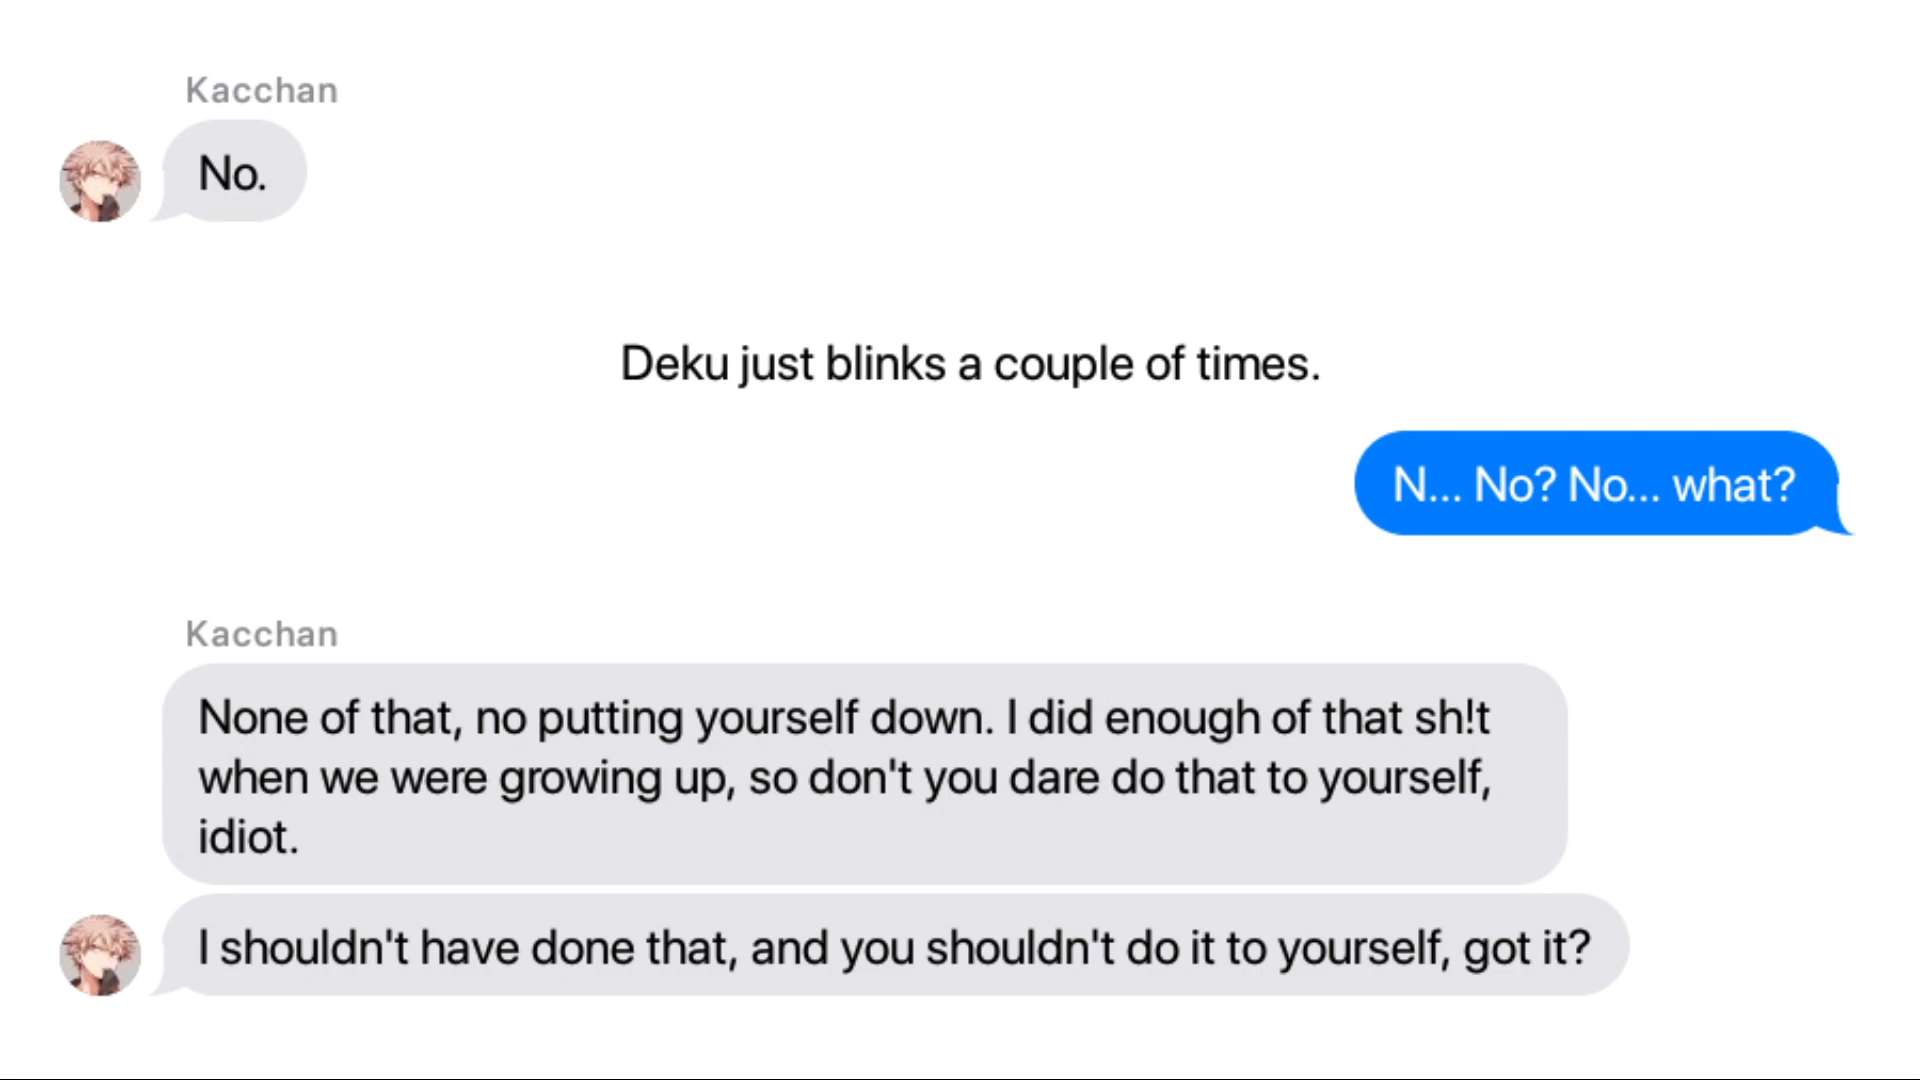 Kacchan
No.
Deku just blinks a couple of times.
N... No? No... what?
Kacchan
None of that, no putting yourself down. I did enough of that sh!t
when we were growing up, so don't you dare do that to yourself,
idiot.
I shouldn't have done that, and you shouldn't do it to yourself, got it?